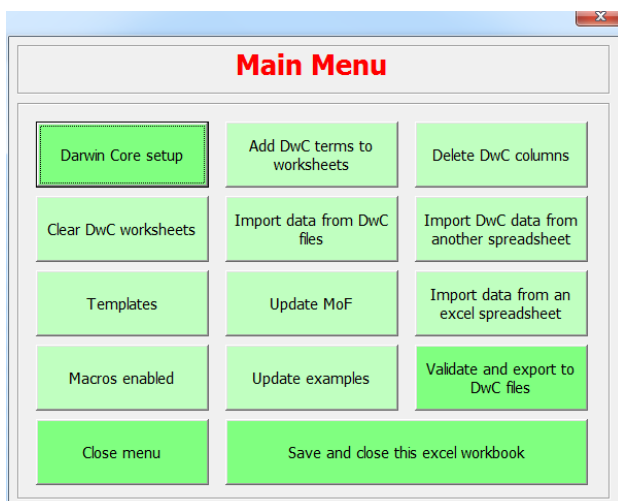 Main Menu
Darwin Core setup
Add DwC terms to
worksheets
Delete DwC columns
Clear DwC worksheets
Import data from DwC
files
Import DwC data from
another spreadsheet
Templates
Update MoF
Import data from an
excel spreadsheet
Macros enabled
Update examples
Validate and export to
DwC files
Close menu
Save and close this excel workbook